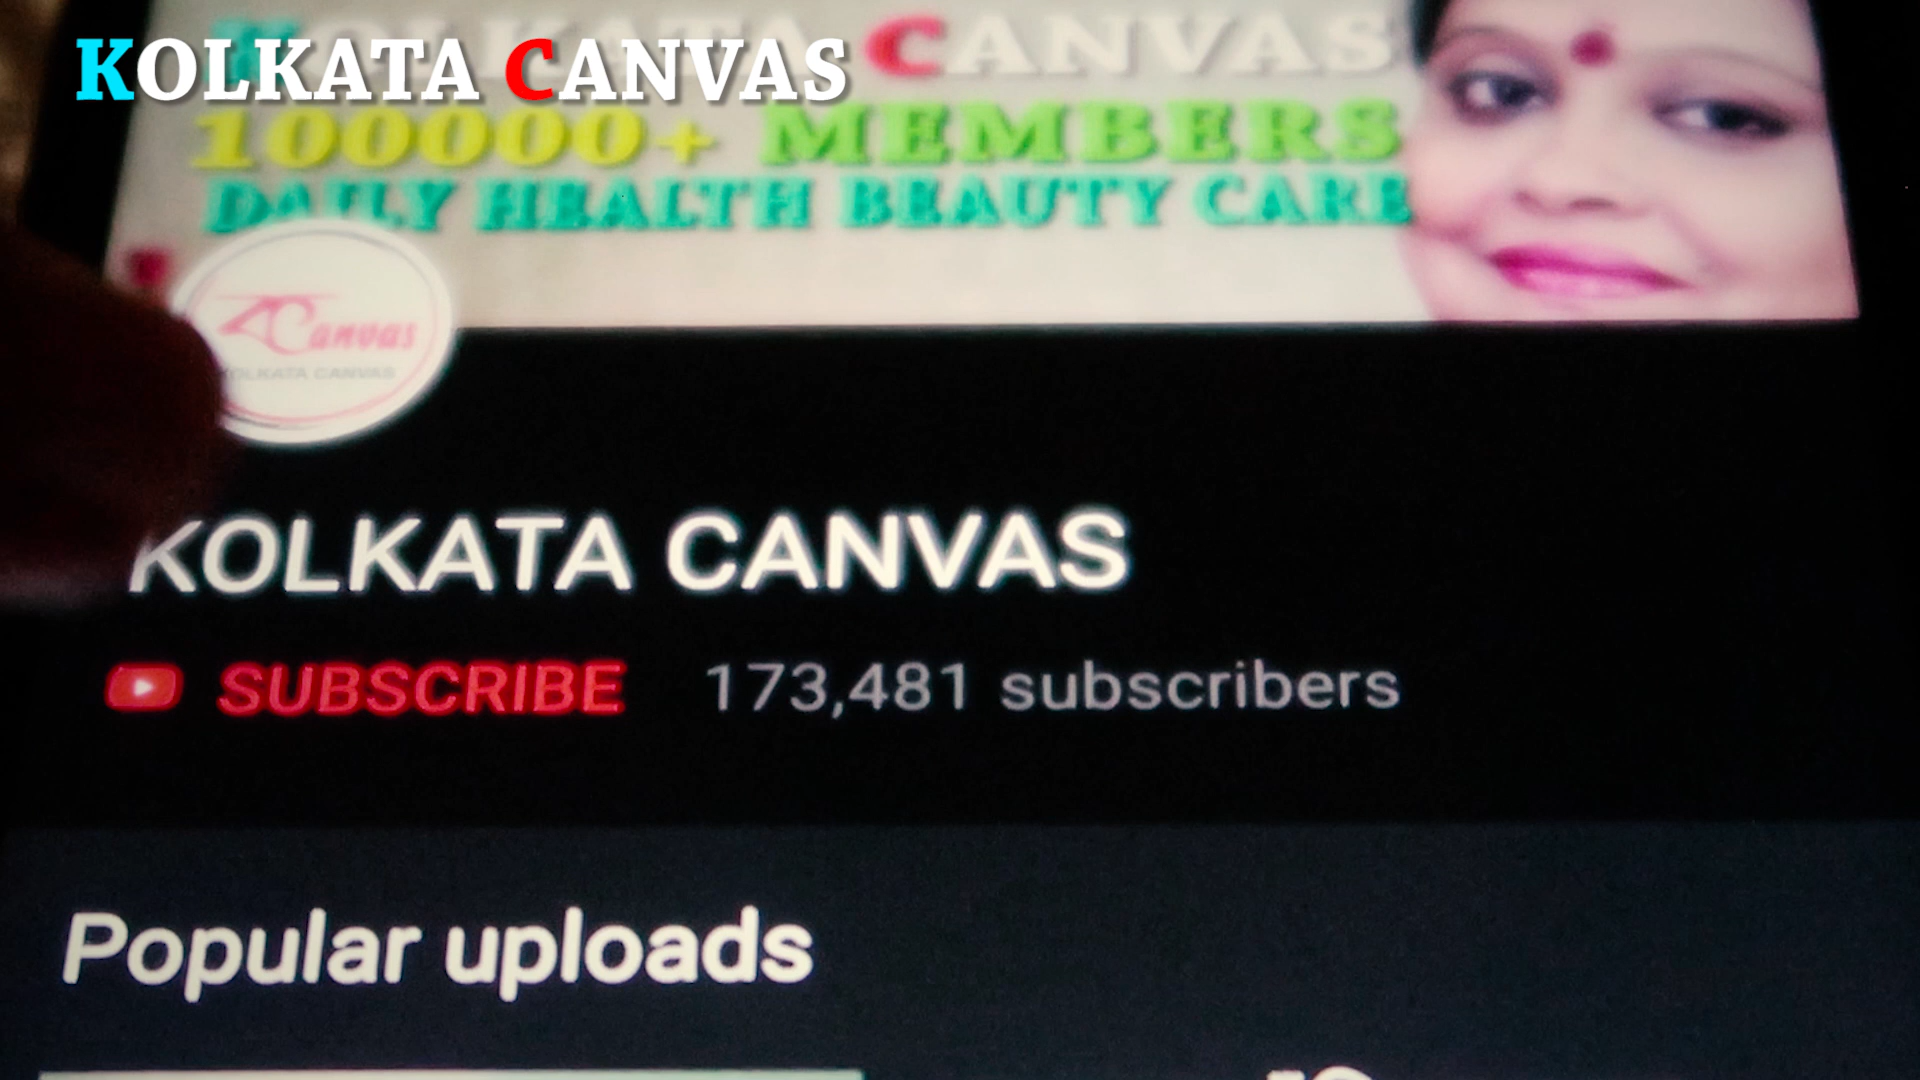 KOLKATA CANVAS
KOLKATA CANVAS
100000+ MEMBERS
DAILY HEALTH BEAUTY CARE
Canvas
KOLKATA CANVAS
KOLKATA CANVAS
SUBSCRIBE 173,481 subscribers
Popular uploads